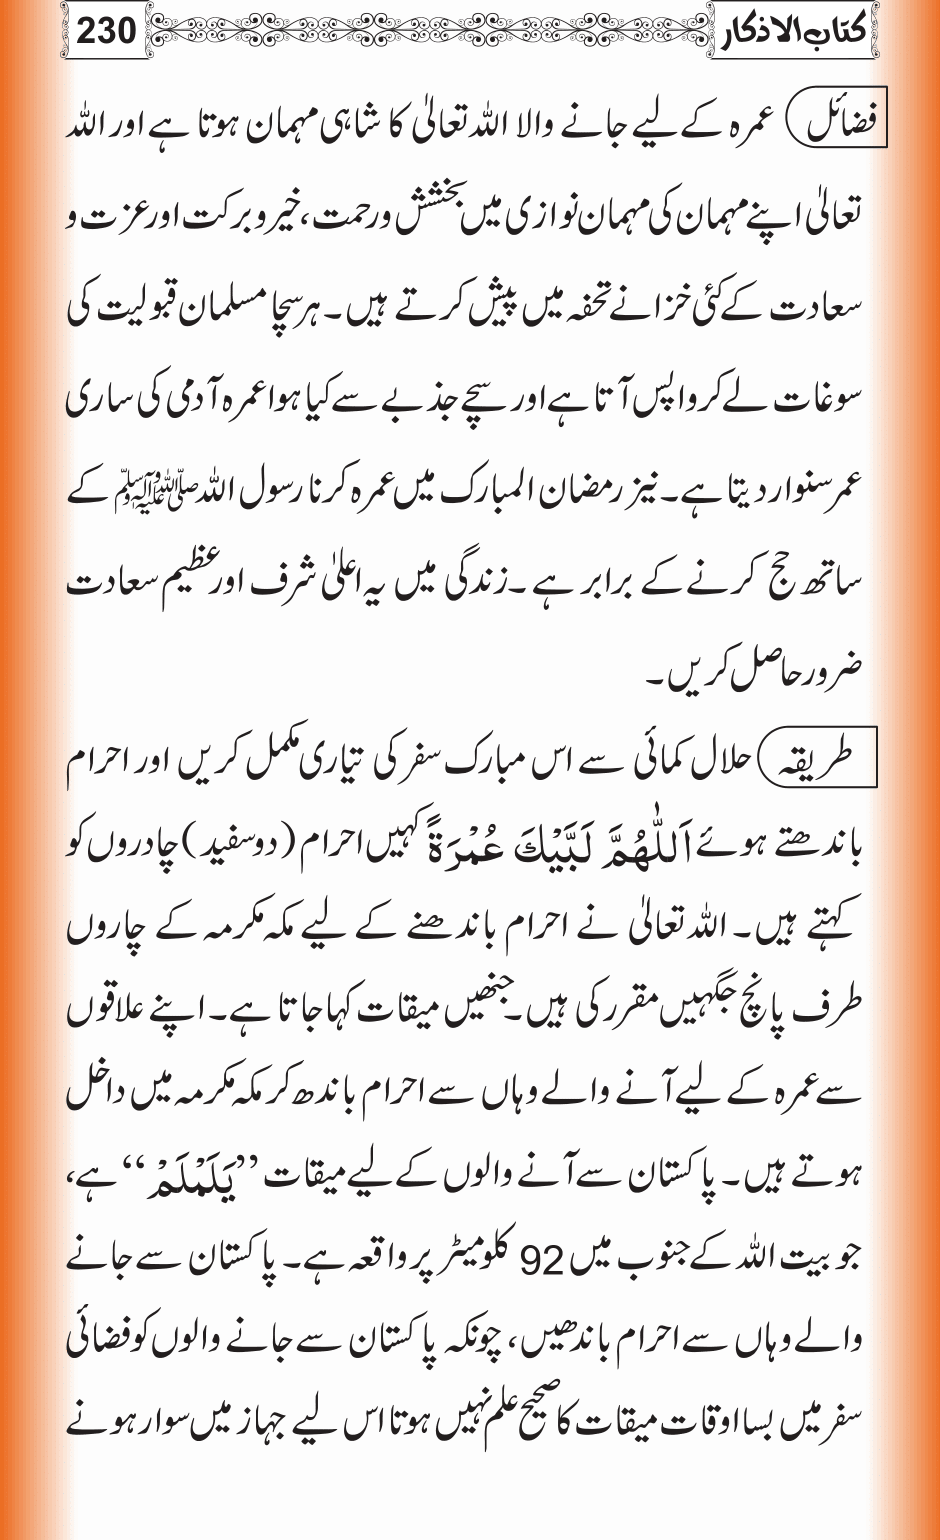 كتاب الاذكار 230
فضائل عمرہ کے لیے جانے والا اللہ تعالیٰ کا شاہی مہمان ہوتا ہے اور اللہ
تعالیٰ اپنے مہمان کی مہمان نوازی میں بخشش ورحمت، خیر و برکت اور عزت و
سعادت کے کئی خزانے تحفہ میں پیش کرتے ہیں۔ ہر سچا مسلمان قبولیت کی
سوغات لے کر واپس آتا ہے اور سچے جذبے سے کیا ہوا عمرہ آدمی کی ساری
عمر سنوار دیتا ہے۔ نیز رمضان المبارک میں عمرہ کرنا رسول اللہ ﷺ کے
ساتھ حج کرنے کے برابر ہے۔ زندگی میں یہ اعلیٰ شرف اور عظیم سعادت
ضرور حاصل کریں۔
طریقہ حلال کمائی سے اس مبارک سفر کی تیاری مکمل کریں اور احرام
باندھتے ہوئے اَللّٰهُمَّ لَبَّيْكَ عُمْرَةً کہیں احرام (دو سفید) چادروں کو
کہتے ہیں۔ اللہ تعالیٰ نے احرام باندھنے کے لیے مکہ مکرمہ کے چاروں
طرف پانچ جگہیں مقرر کی ہیں۔ جنھیں میقات کہا جاتا ہے۔ اپنے علاقوں
سے عمرہ کے لیے آنے والے وہاں سے احرام باندھ کر مکہ مکرمہ میں داخل
ہوتے ہیں۔ پاکستان سے آنے والوں کے لیے میقات ’’يَلَمْلَمْ‘‘ ہے،
جو بیت اللہ کے جنوب میں 92 کلومیٹر پر واقعہ ہے۔ پاکستان سے جانے
والے وہاں سے احرام باندھیں، چونکہ پاکستان سے جانے والوں کو فضائی
سفر میں بسا اوقات میقات کا صحیح علم نہیں ہوتا اس لیے جہاز میں سوار ہونے